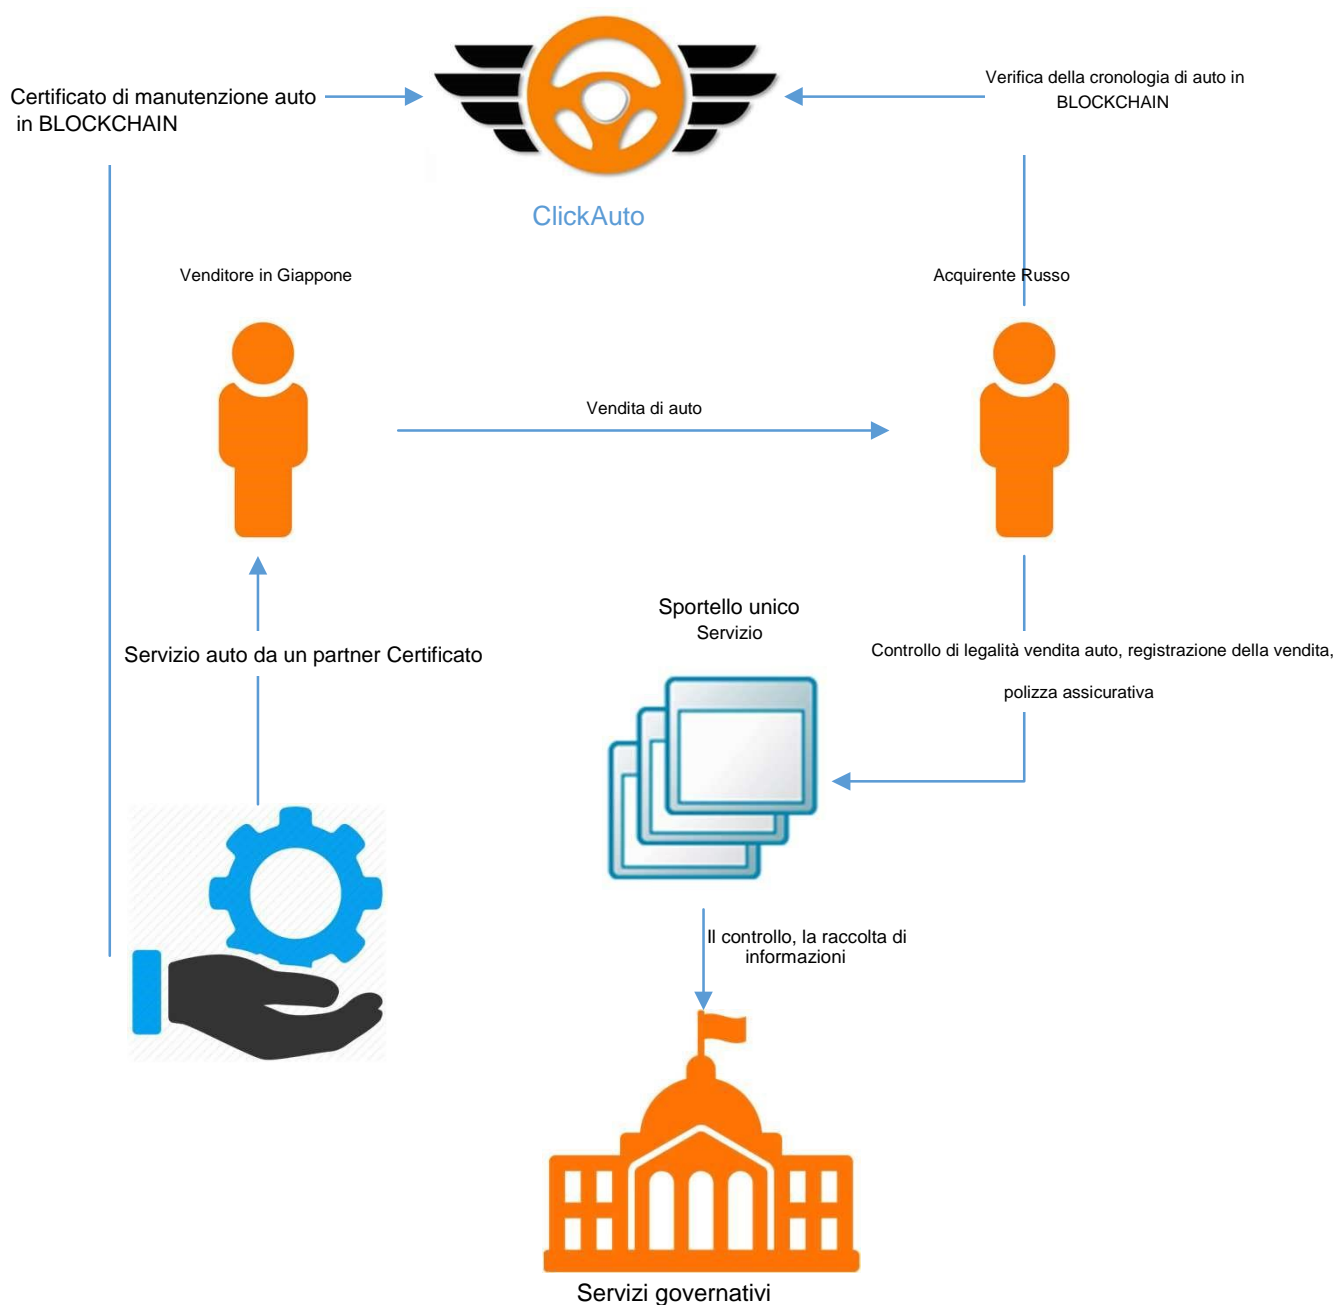 Certificato di manutenzione auto
in BLOCKCHAIN
Verifica della cronologia di auto in
BLOCKCHAIN
ClickAuto
Venditore in Giappone
Acquirente Russo
Vendita di auto
Sportello unico
Servizio
Servizio auto da un partner Certificato
Controllo di legalità vendita auto, registrazione della vendita,
polizza assicurativa
Il controllo, la raccolta di
informazioni
Servizi governativi